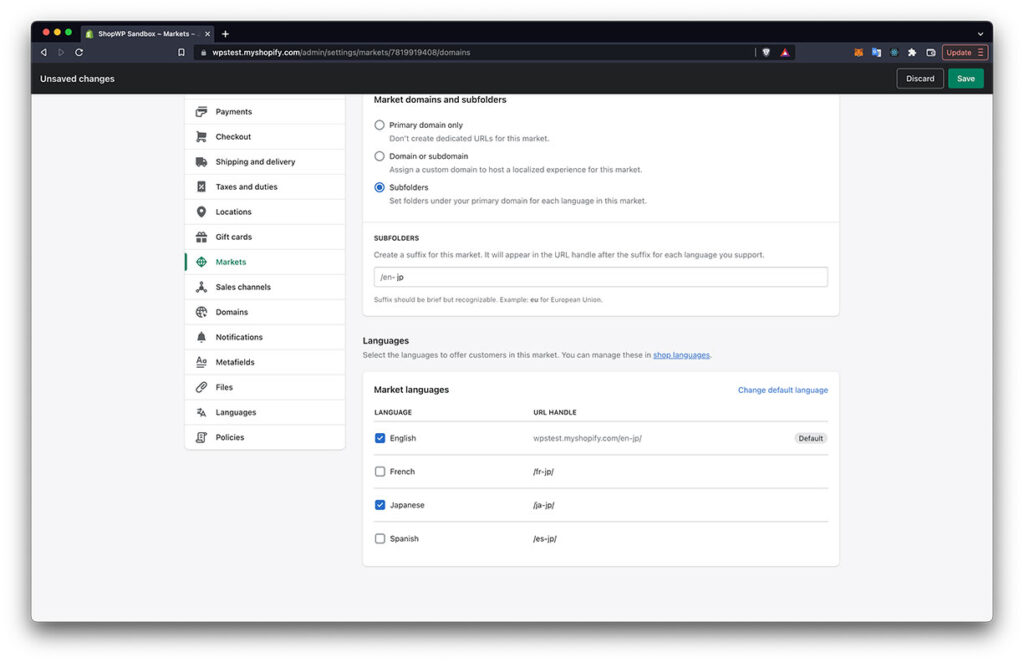 ShopWP Sandbox ~ Markets ~
wpstest.myshopify.com/admin/settings/markets/7819919408/domains
Update
Unsaved changes
Discard
Save
Payments
Checkout
Shipping and delivery
Taxes and duties
Locations
Gift cards
Markets
Sales channels
Domains
Notifications
Metafields
Files
Languages
Policies
Market domains and subfolders
Primary domain only
Don't create dedicated URLs for this market.
Domain or subdomain
Assign a custom domain to host a localized experience for this market.
Subfolders
Set folders under your primary domain for each language in this market.
SUBFOLDERS
Create a suffix for this market. It will appear in the URL handle after the suffix for each language you support.
/en- jp
Suffix should be brief but recognizable. Example: eu for European Union.
Languages
Select the languages to offer customers in this market. You can manage these in shop languages.
Market languages
Change default language
LANGUAGE URL HANDLE
English wpstest.myshopify.com/en-jp/ Default
French /fr-jp/
Japanese /ja-jp/
Spanish /es-jp/